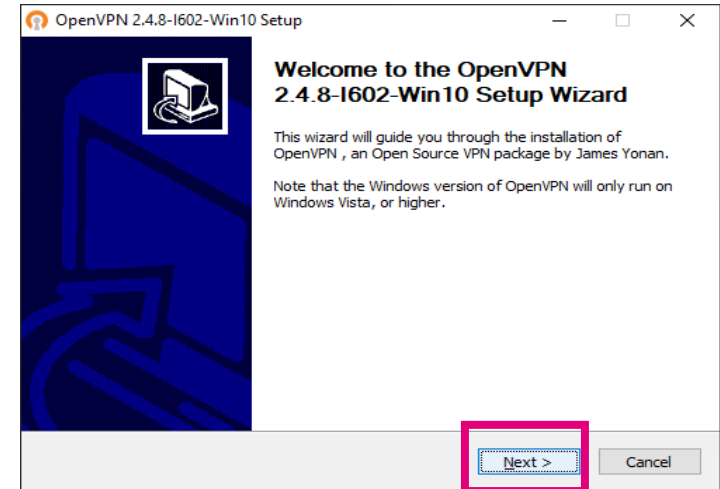 OpenVPN 2.4.8-I602-Win10 Setup
Welcome to the OpenVPN
2.4.8-I602-Win10 Setup Wizard
This wizard will guide you through the installation of
OpenVPN , an Open Source VPN package by James Yonan.
Note that the Windows version of OpenVPN will only run on
Windows Vista, or higher.
Next >
Cancel